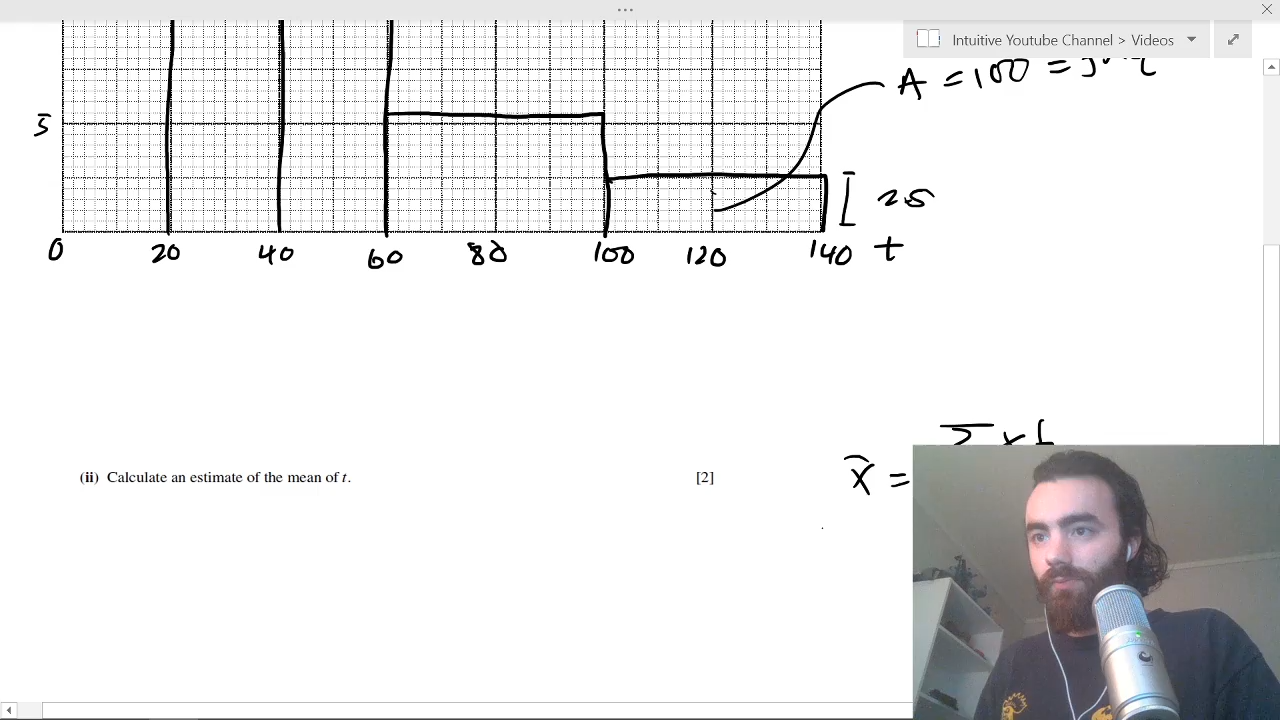 Intuitive Youtube Channel > Videos
A = 100 =
5
25
0 20 40 60 80 100 120 140 t
(ii) Calculate an estimate of the mean of t. [2]
x̄ =